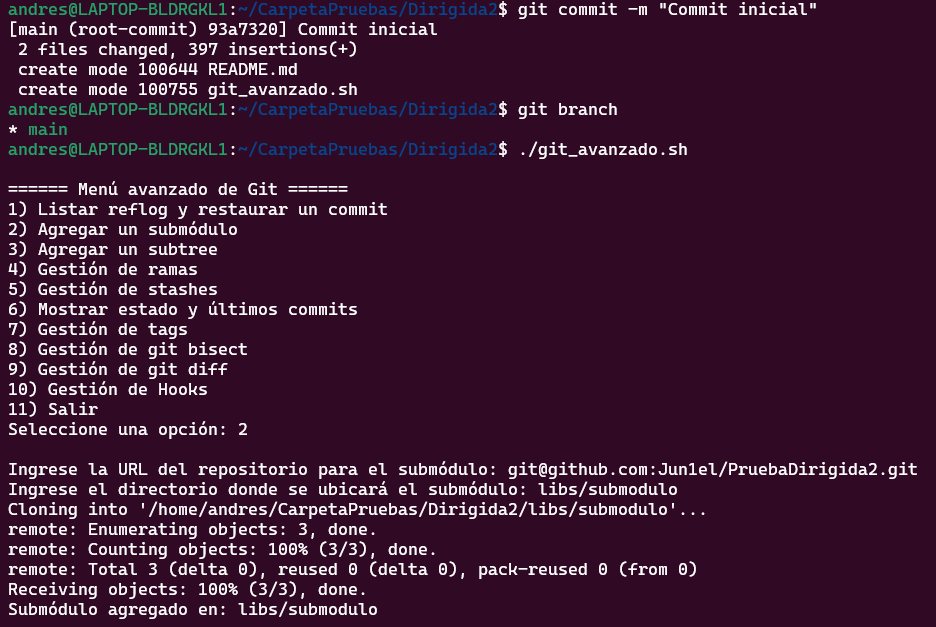 andres@LAPTOP-BLDRGKL1:~/CarpetaPruebas/Dirigida2$ git commit -m "Commit inicial"
[main (root-commit) 93a7320] Commit inicial
 2 files changed, 397 insertions(+)
 create mode 100644 README.md
 create mode 100755 git_avanzado.sh
andres@LAPTOP-BLDRGKL1:~/CarpetaPruebas/Dirigida2$ git branch
* main
andres@LAPTOP-BLDRGKL1:~/CarpetaPruebas/Dirigida2$ ./git_avanzado.sh

====== Menú avanzado de Git ======
1) Listar reflog y restaurar un commit
2) Agregar un submódulo
3) Agregar un subtree
4) Gestión de ramas
5) Gestión de stashes
6) Mostrar estado y últimos commits
7) Gestión de tags
8) Gestión de git bisect
9) Gestión de git diff
10) Gestión de Hooks
11) Salir
Seleccione una opción: 2

Ingrese la URL del repositorio para el submódulo: git@github.com:Jun1el/PruebaDirigida2.git
Ingrese el directorio donde se ubicará el submódulo: libs/submodulo
Cloning into '/home/andres/CarpetaPruebas/Dirigida2/libs/submodulo'...
remote: Enumerating objects: 3, done.
remote: Counting objects: 100% (3/3), done.
remote: Total 3 (delta 0), reused 0 (delta 0), pack-reused 0 (from 0)
Receiving objects: 100% (3/3), done.
Submódulo agregado en: libs/submodulo